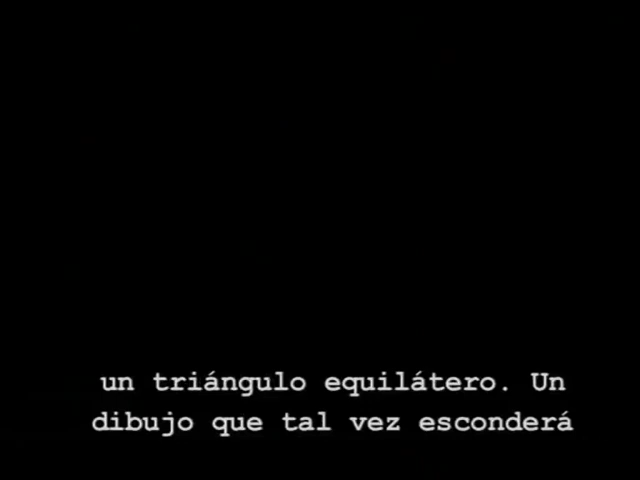 un triángulo equilátero. Un
dibujo que tal vez esconderá